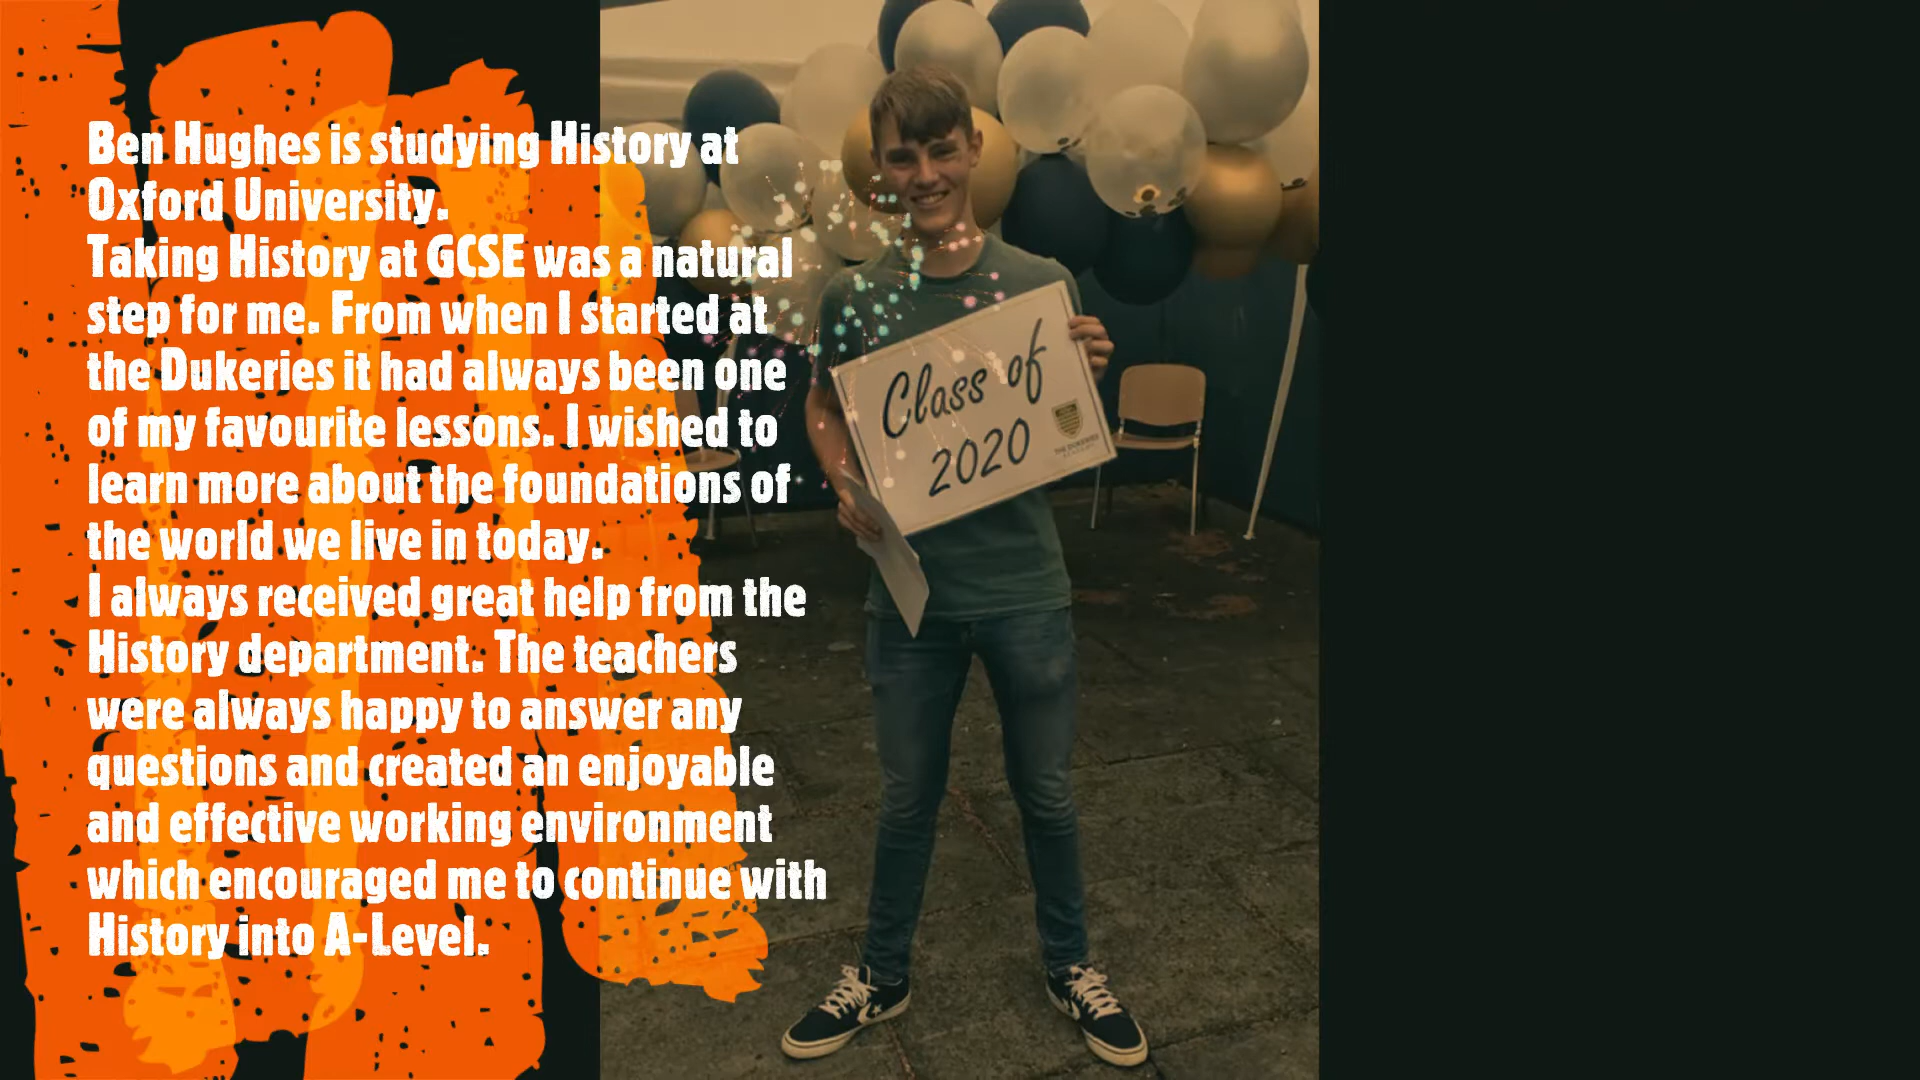 Ben Hughes is studying History at
Oxford University.
Taking History at GCSE was a natural
step for me. From when I started at
the Dukeries it had always been one
of my favourite lessons. I wished to
learn more about the foundations of
the world we live in today.
I always received great help from the
History department. The teachers
were always happy to answer any
questions and created an enjoyable
and effective working environment
which encouraged me to continue with
History into A-Level.
Class of
2020
THE DUKERIES
ACADEMY